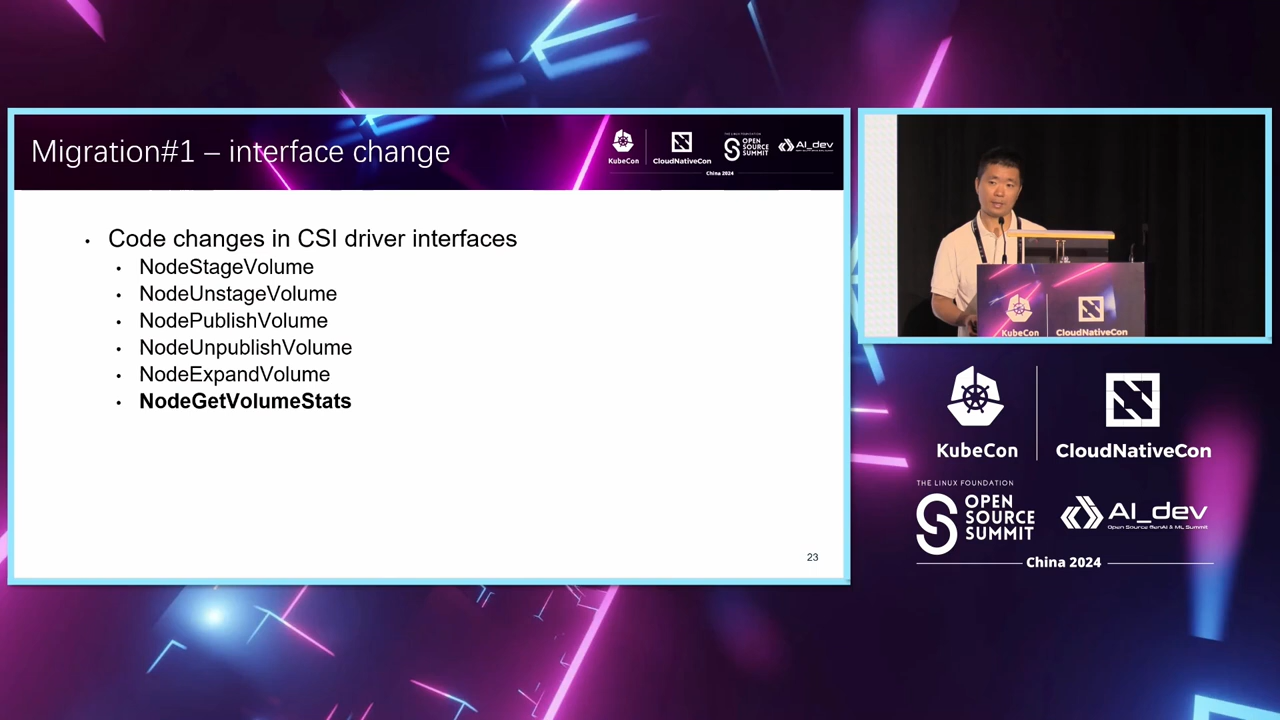 Migration#1 – interface change
KubeCon
CloudNativeCon
THE LINUX FOUNDATION
OPEN
SOURCE
SUMMIT
AI_dev
China 2024
• Code changes in CSI driver interfaces
• NodeStageVolume
• NodeUnstageVolume
• NodePublishVolume
• NodeUnpublishVolume
• NodeExpandVolume
• NodeGetVolumeStats
23
KubeCon
CloudNativeCon
KubeCon
CloudNativeCon
THE LINUX FOUNDATION
OPEN
SOURCE
SUMMIT
AI_dev
Open Source GenAI & ML Summit
China 2024